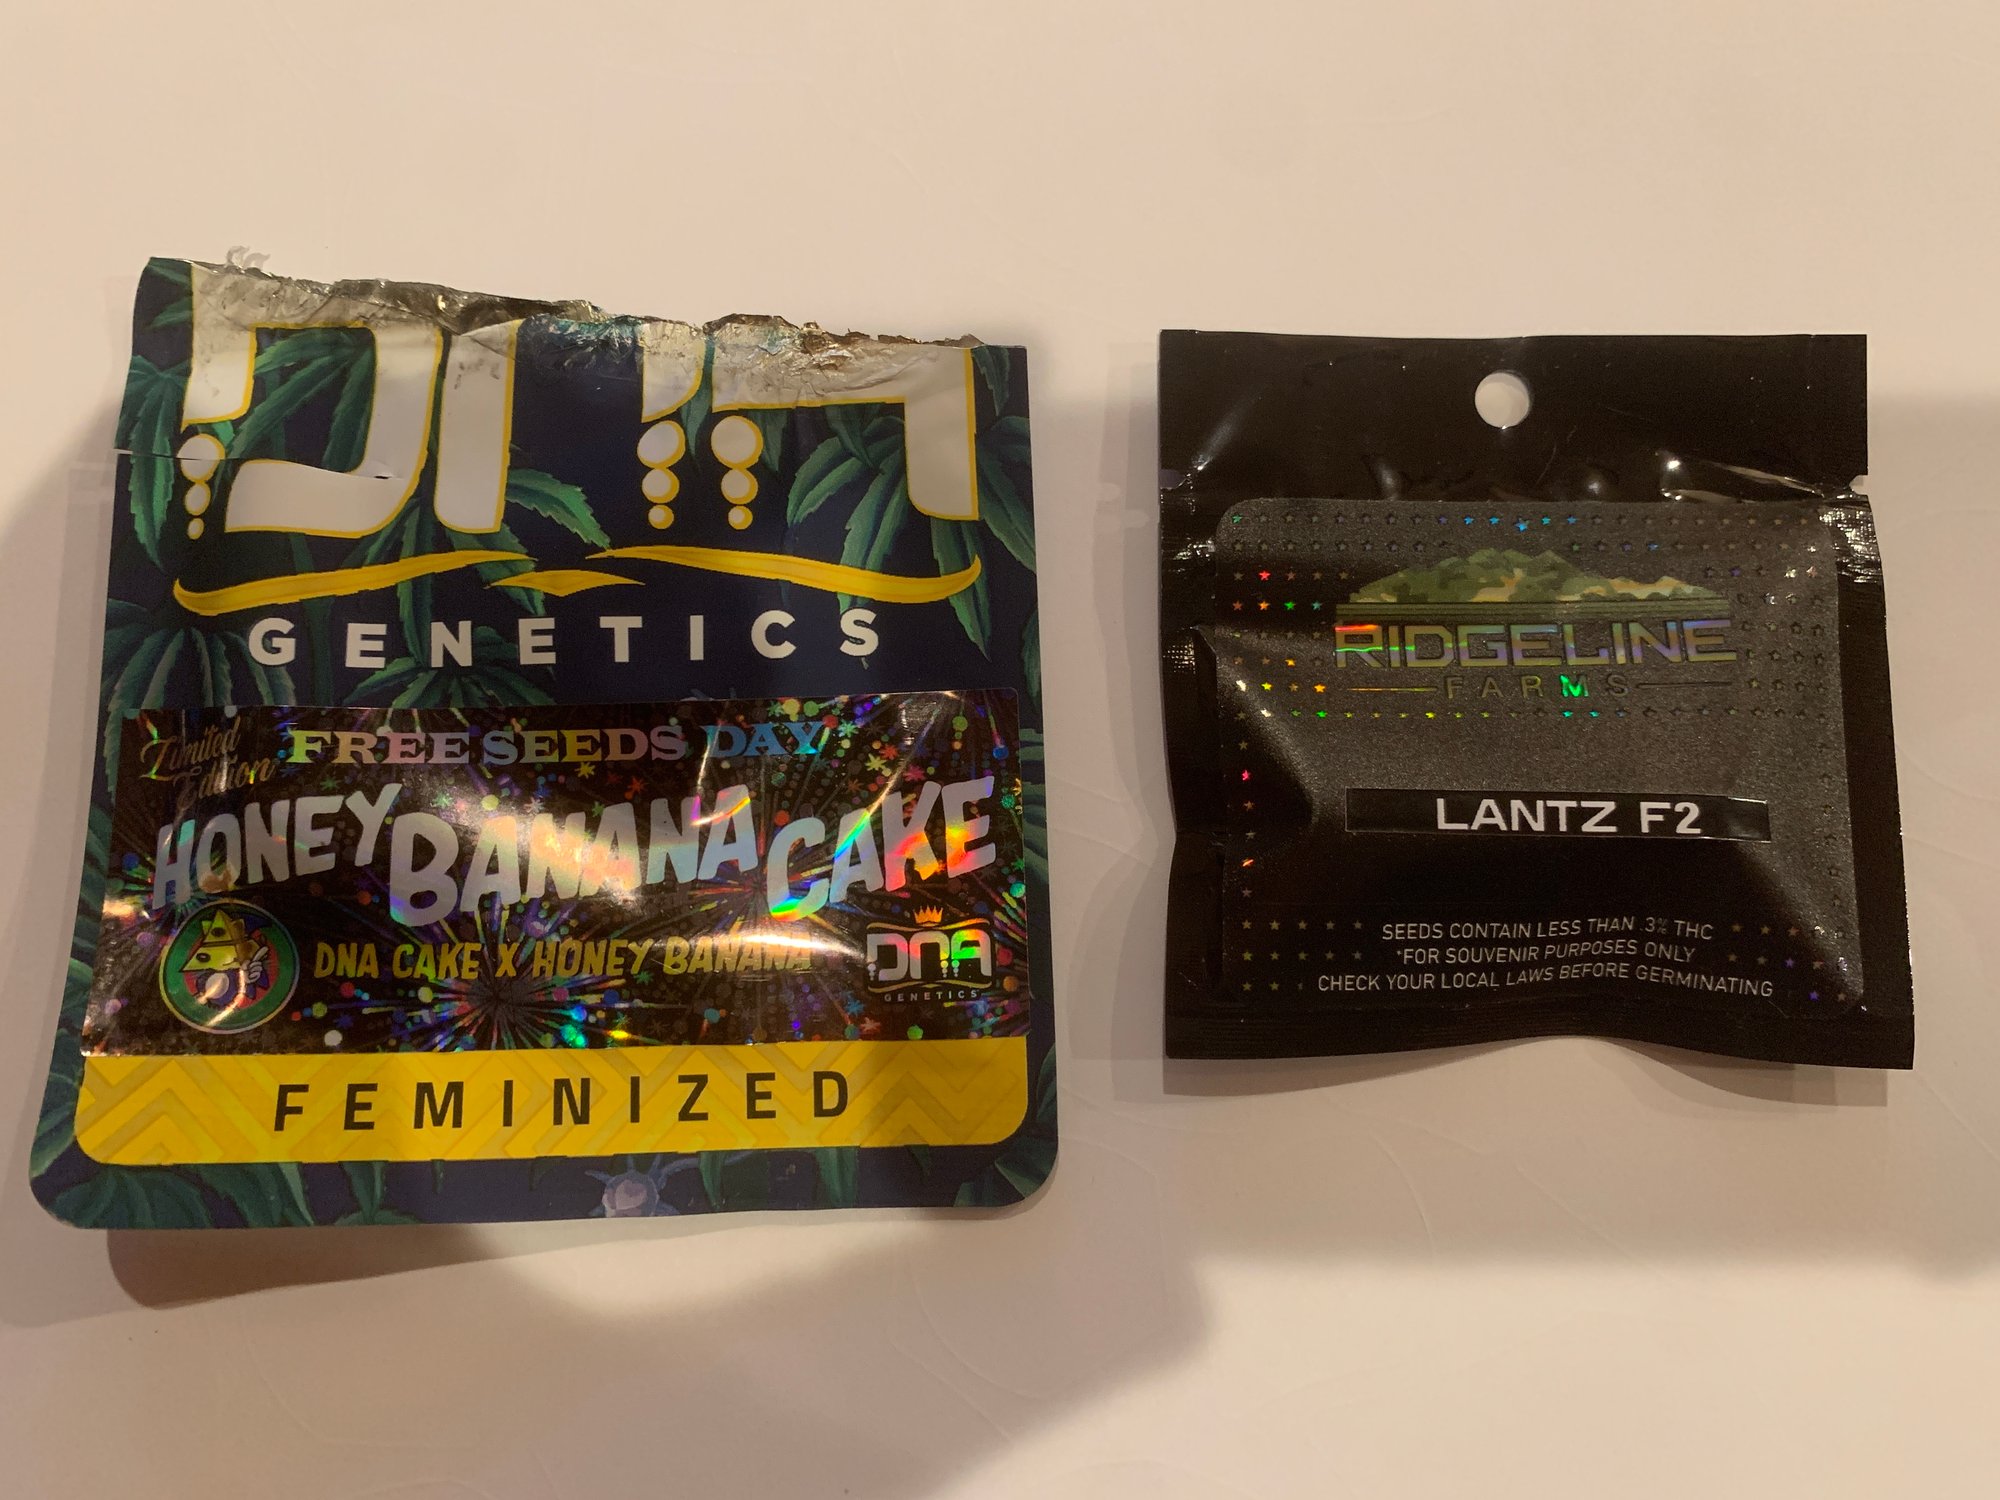 DNA
GENETICS
Limited Edition
FREE SEEDS DAY
HONEY BANANA CAKE
DNA CAKE X HONEY BANANA
DNA
GENETICS
FEMINIZED
RIDGELINE
FARMS
LANTZ F2
SEEDS CONTAIN LESS THAN .3% THC
*FOR SOUVENIR PURPOSES ONLY
CHECK YOUR LOCAL LAWS BEFORE GERMINATING